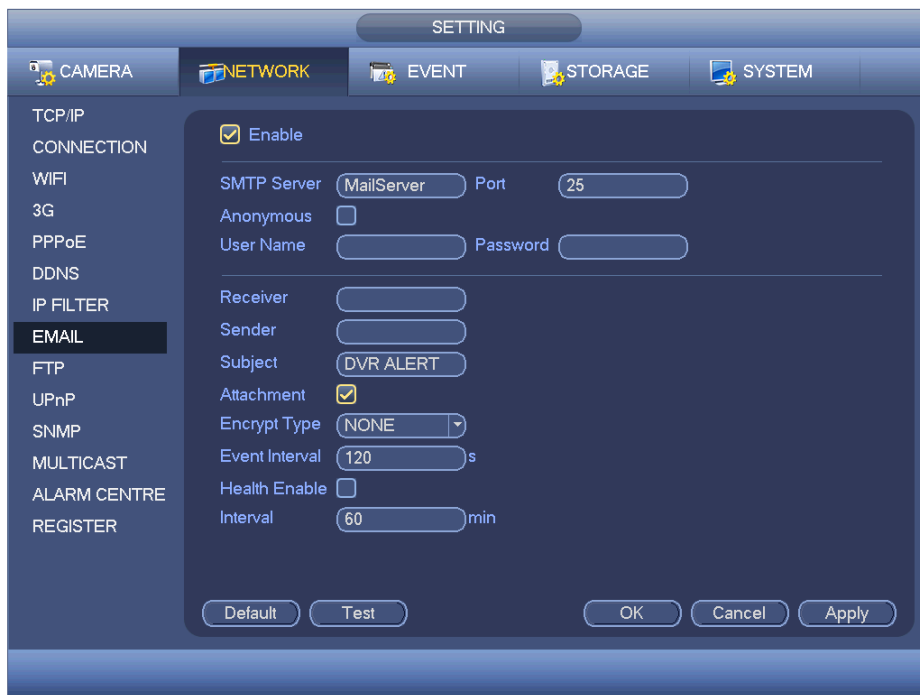 SETTING
CAMERA NETWORK EVENT STORAGE SYSTEM
TCP/IP
CONNECTION
WIFI
3G
PPPoE
DDNS
IP FILTER
EMAIL
FTP
UPnP
SNMP
MULTICAST
ALARM CENTRE
REGISTER
Enable
SMTP Server MailServer Port 25
Anonymous
User Name Password
Receiver
Sender
Subject DVR ALERT
Attachment
Encrypt Type NONE
Event Interval 120 s
Health Enable
Interval 60 min
Default Test OK Cancel Apply